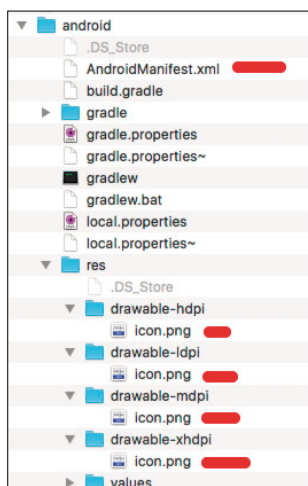 android
.DS_Store
AndroidManifest.xml
build.gradle
gradle
gradle.properties
gradle.properties~
gradlew
gradlew.bat
local.properties
local.properties~
res
.DS_Store
drawable-hdpi
icon.png
drawable-ldpi
icon.png
drawable-mdpi
icon.png
drawable-xhdpi
icon.png
values